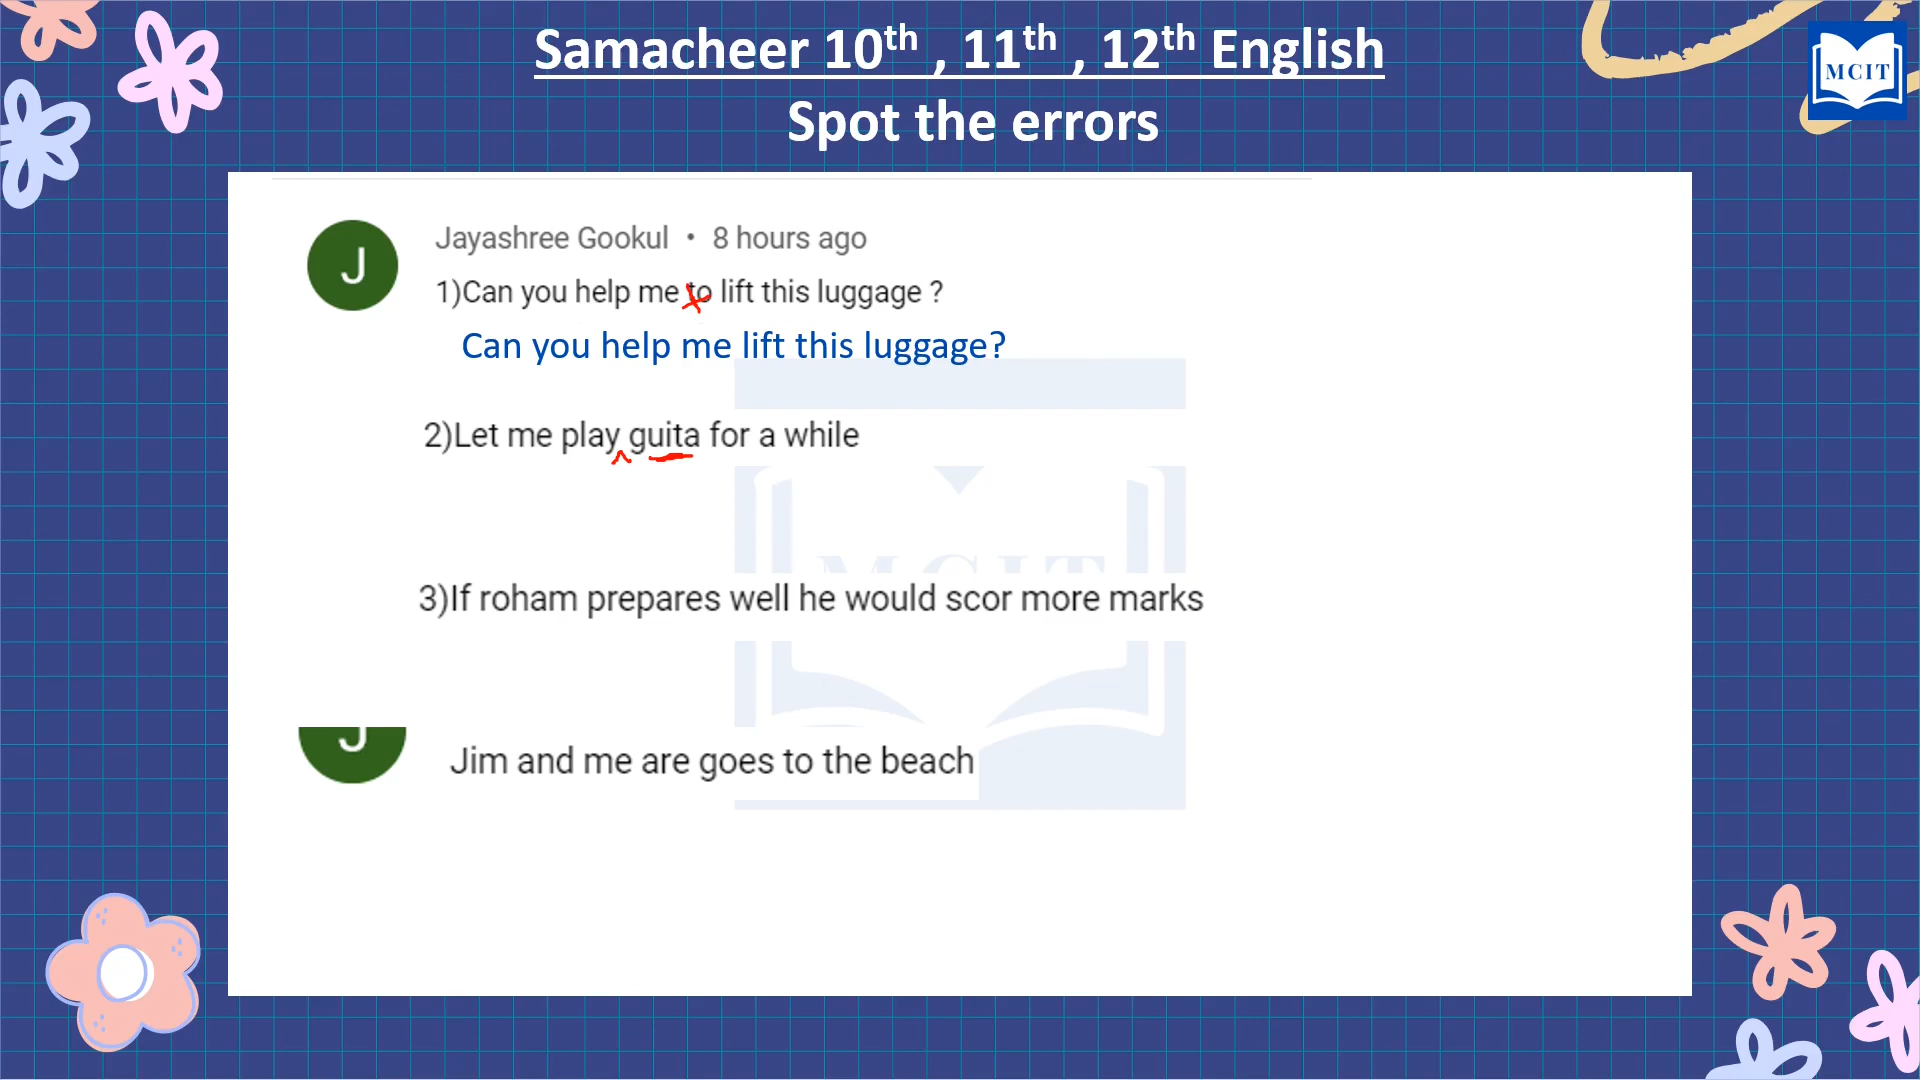 Samacheer 10th , 11th , 12th English
Spot the errors
MCIT
J
Jayashree Gookul • 8 hours ago
1)Can you help me to lift this luggage ?
Can you help me lift this luggage?
2)Let me play guita for a while
MCIT
3)If roham prepares well he would scor more marks
J
Jim and me are goes to the beach